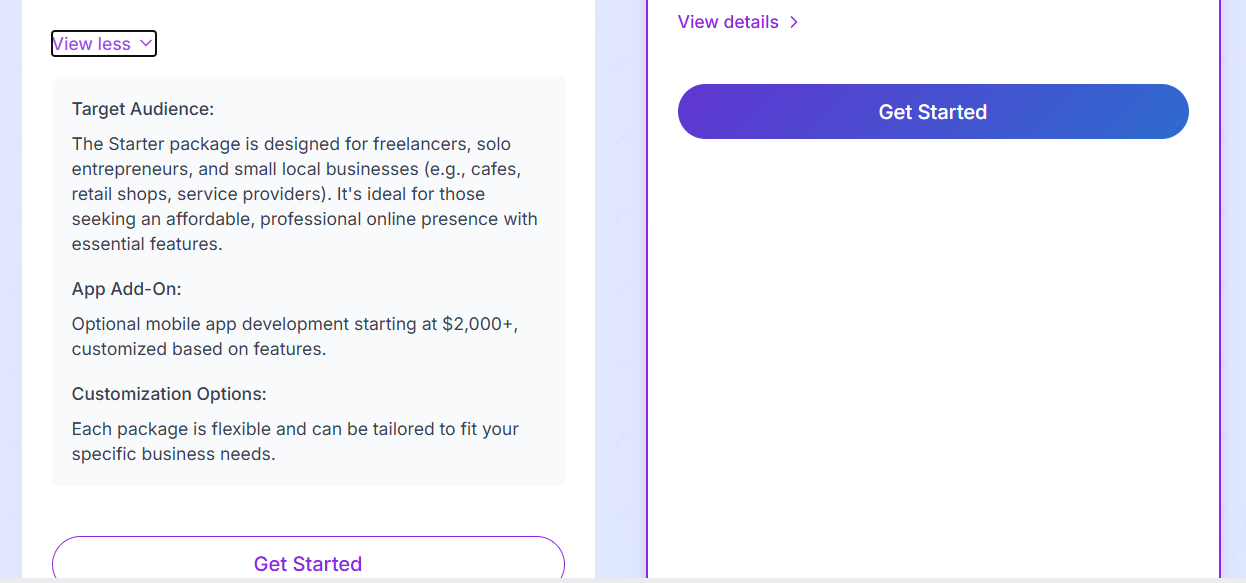 View less
Target Audience:
The Starter package is designed for freelancers, solo
entrepreneurs, and small local businesses (e.g., cafes,
retail shops, service providers). It's ideal for those
seeking an affordable, professional online presence with
essential features.
App Add-On:
Optional mobile app development starting at $2,000+,
customized based on features.
Customization Options:
Each package is flexible and can be tailored to fit your
specific business needs.
Get Started
View details
Get Started